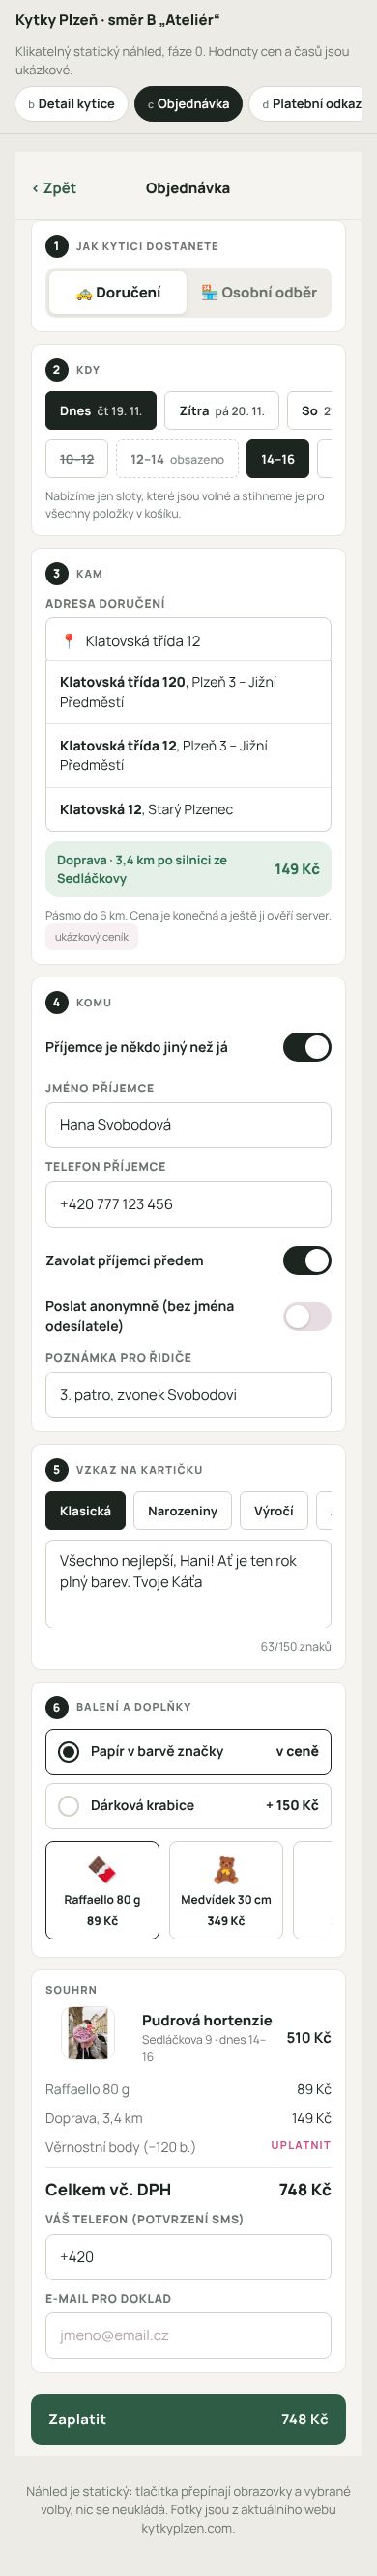 Kytky Plzeň · směr B „Ateliér“
Klikatelný statický náhled, fáze 0. Hodnoty cen a časů jsou
ukázkové.
b Detail kytice c Objednávka d Platební odkaz
‹ Zpět Objednávka
1 JAK KYTICI DOSTANETE
Doručení Osobní odběr
2 KDY
Dnes čt 19. 11. Zítra pá 20. 11. So 2
10–12 12–14 obsazeno 14–16
Nabízíme jen sloty, které jsou volné a stihneme je pro
všechny položky v košíku.
3 KAM
ADRESA DORUČENÍ
Klatovská třída 12
Klatovská třída 120, Plzeň 3 – Jižní
Předměstí
Klatovská třída 12, Plzeň 3 – Jižní
Předměstí
Klatovská 12, Starý Plzenec
Doprava · 3,4 km po silnici ze
Sedláčkovy
149 Kč
Pásmo do 6 km. Cena je konečná a ještě ji ověří server.
ukázkový ceník
4 KOMU
Příjemce je někdo jiný než já
JMÉNO PŘÍJEMCE
Hana Svobodová
TELEFON PŘÍJEMCE
+420 777 123 456
Zavolat příjemci předem
Poslat anonymně (bez jména
odesílatele)
POZNÁMKA PRO ŘIDIČE
3. patro, zvonek Svobodovi
5 VZKAZ NA KARTIČKU
Klasická Narozeniny Výročí
Všechno nejlepší, Hani! Ať je ten rok
plný barev. Tvoje Káťa
63/150 znaků
6 BALENÍ A DOPLŇKY
Papír v barvě značky v ceně
Dárková krabice + 150 Kč
Raffaello 80 g Medvídek 30 cm
89 Kč 349 Kč
SOUHRN
Pudrová hortenzie
Sedláčkova 9 · dnes 14–
16
510 Kč
Raffaello 80 g 89 Kč
Doprava, 3,4 km 149 Kč
Věrnostní body (−120 b.) UPLATNIT
Celkem vč. DPH 748 Kč
VÁŠ TELEFON (POTVRZENÍ SMS)
+420
E-MAIL PRO DOKLAD
jmeno@email.cz
Zaplatit 748 Kč
Náhled je statický: tlačítka přepínají obrazovky a vybrané
volby, nic se neukládá. Fotky jsou z aktuálního webu
kytkyplzen.com.